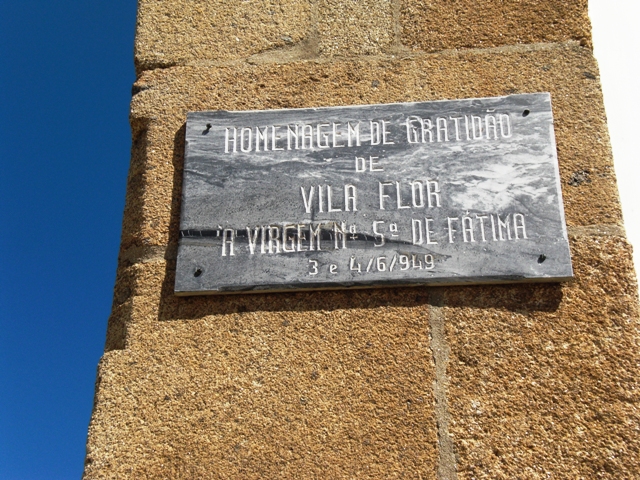 HOMENAGEM DE GRATIDÃO
DE
VILA FLOR
À VIRGEM Nª Sª DE FÁTIMA
3 e 4/6/949